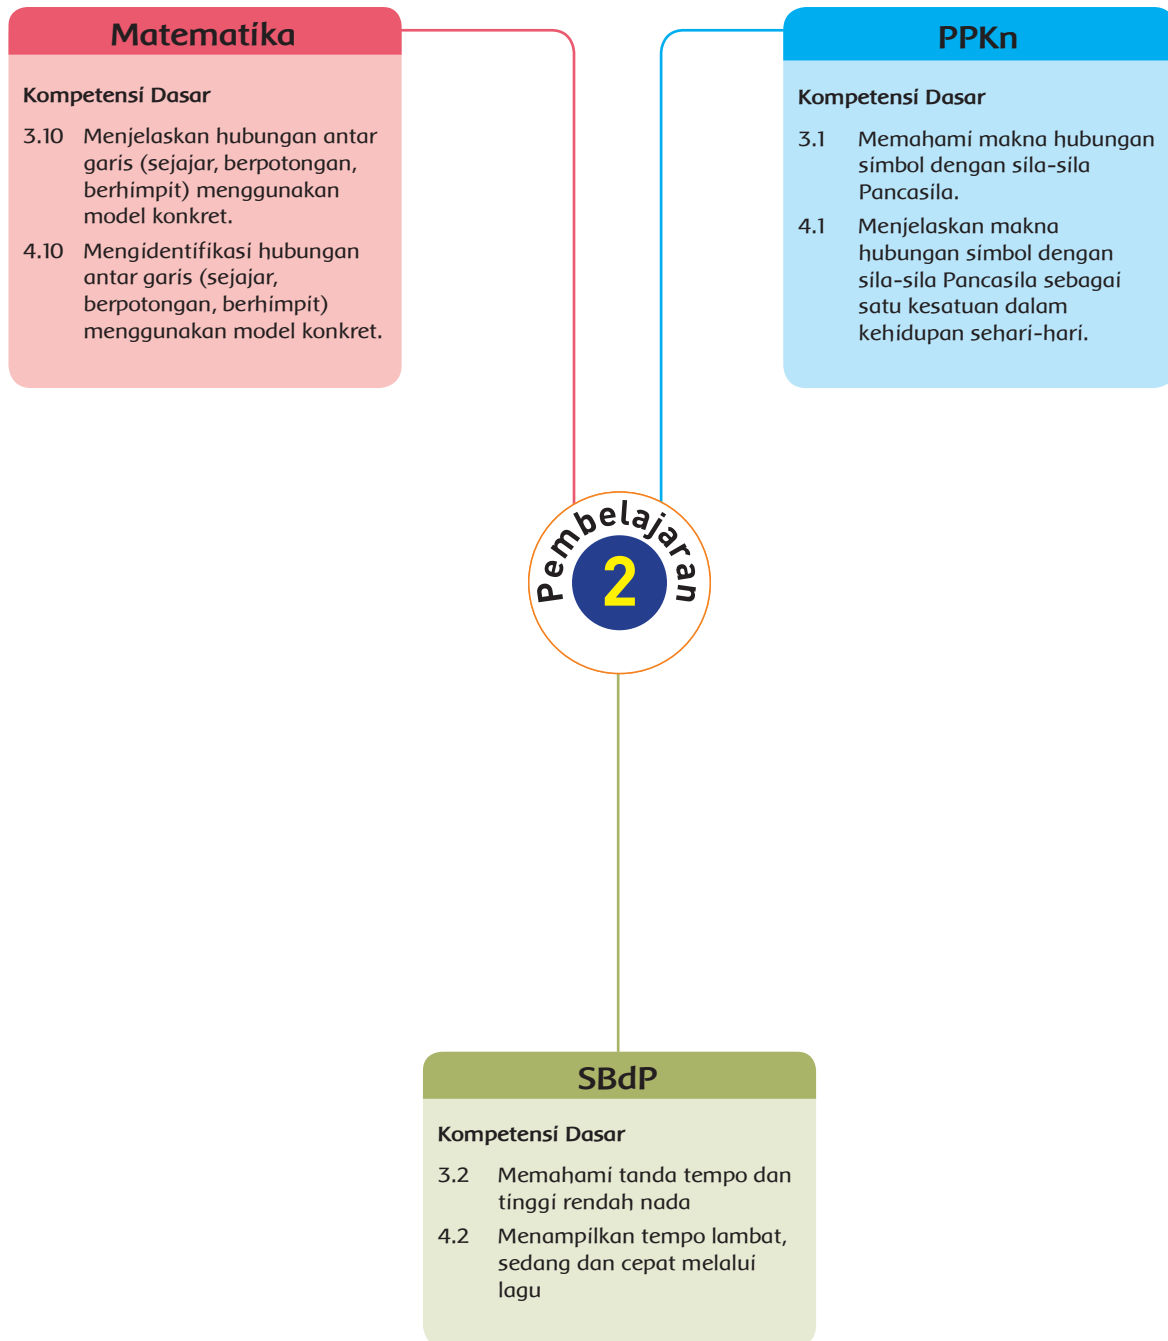 Matematika
Kompetensi Dasar
3.10 Menjelaskan hubungan antar
garis (sejajar, berpotongan,
berhimpit) menggunakan
model konkret.
4.10 Mengidentifikasi hubungan
antar garis (sejajar,
berpotongan, berhimpit)
menggunakan model konkret.
PPKn
Kompetensi Dasar
3.1 Memahami makna hubungan
simbol dengan sila-sila
Pancasila.
4.1 Menjelaskan makna
hubungan simbol dengan
sila-sila Pancasila sebagai
satu kesatuan dalam
kehidupan sehari-hari.
Pembelajaran
2
SBdP
Kompetensi Dasar
3.2 Memahami tanda tempo dan
tinggi rendah nada
4.2 Menampilkan tempo lambat,
sedang dan cepat melalui
lagu